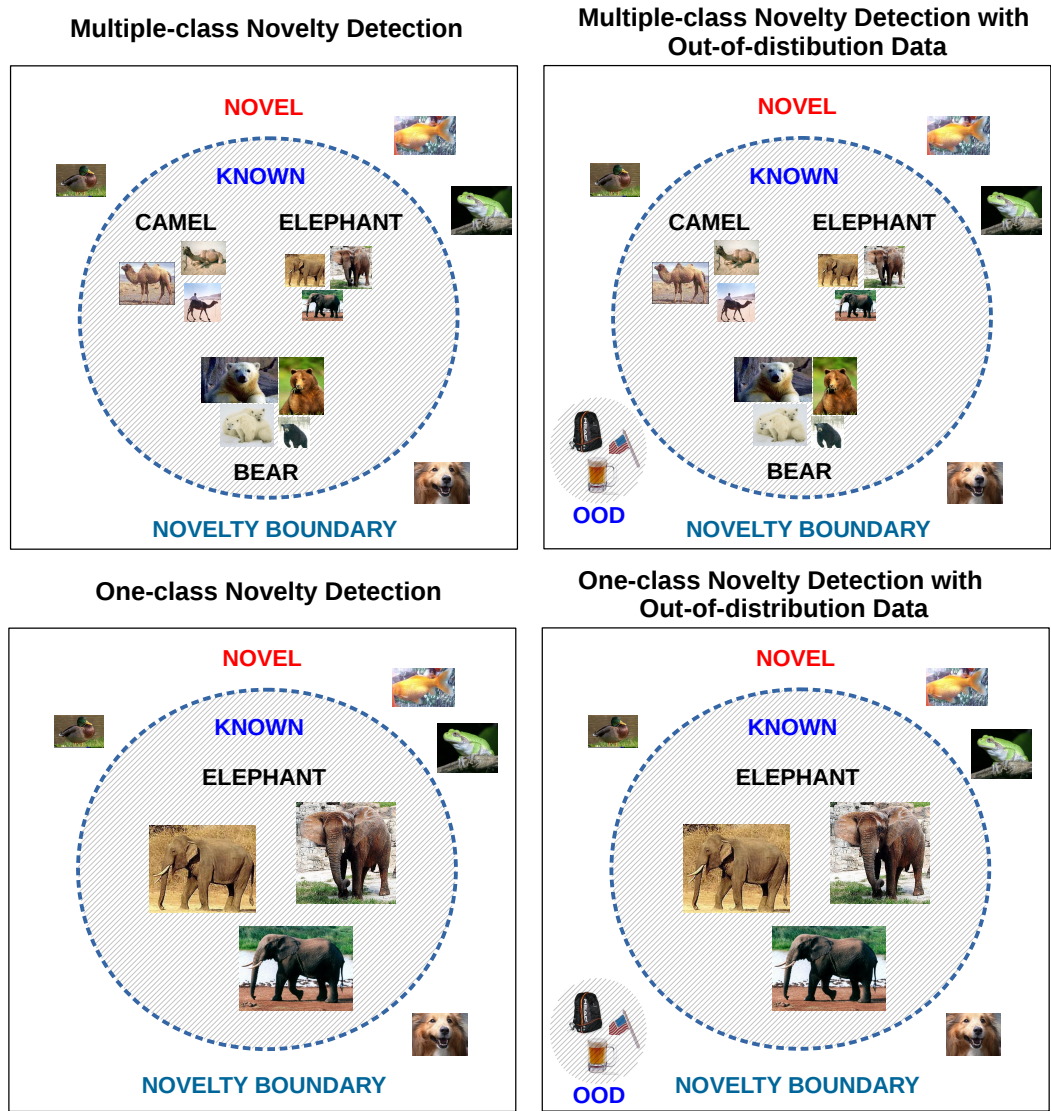 Multiple-class Novelty Detection
NOVEL
KNOWN
CAMEL
ELEPHANT
BEAR
NOVELTY BOUNDARY
Multiple-class Novelty Detection with
Out-of-distibution Data
NOVEL
KNOWN
CAMEL
ELEPHANT
BEAR
OOD
NOVELTY BOUNDARY
One-class Novelty Detection
NOVEL
KNOWN
ELEPHANT
NOVELTY BOUNDARY
One-class Novelty Detection with
Out-of-distribution Data
NOVEL
KNOWN
ELEPHANT
OOD
NOVELTY BOUNDARY